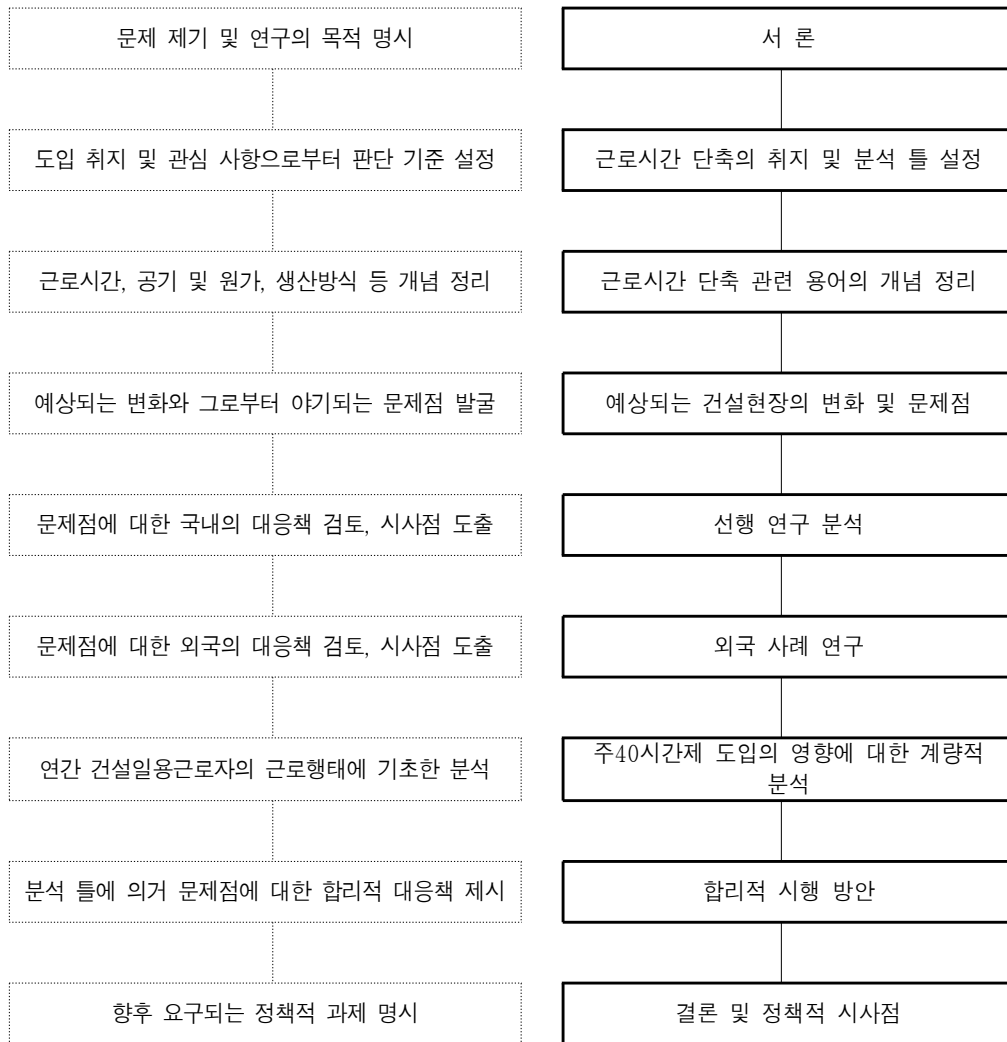 문제 제기 및 연구의 목적 명시
서 론
도입 취지 및 관심 사항으로부터 판단 기준 설정
근로시간 단축의 취지 및 분석 틀 설정
근로시간, 공기 및 원가, 생산방식 등 개념 정리
근로시간 단축 관련 용어의 개념 정리
예상되는 변화와 그로부터 야기되는 문제점 발굴
예상되는 건설현장의 변화 및 문제점
문제점에 대한 국내의 대응책 검토, 시사점 도출
선행 연구 분석
문제점에 대한 외국의 대응책 검토, 시사점 도출
외국 사례 연구
연간 건설일용근로자의 근로행태에 기초한 분석
주40시간제 도입의 영향에 대한 계량적
분석
분석 틀에 의거 문제점에 대한 합리적 대응책 제시
합리적 시행 방안
향후 요구되는 정책적 과제 명시
결론 및 정책적 시사점